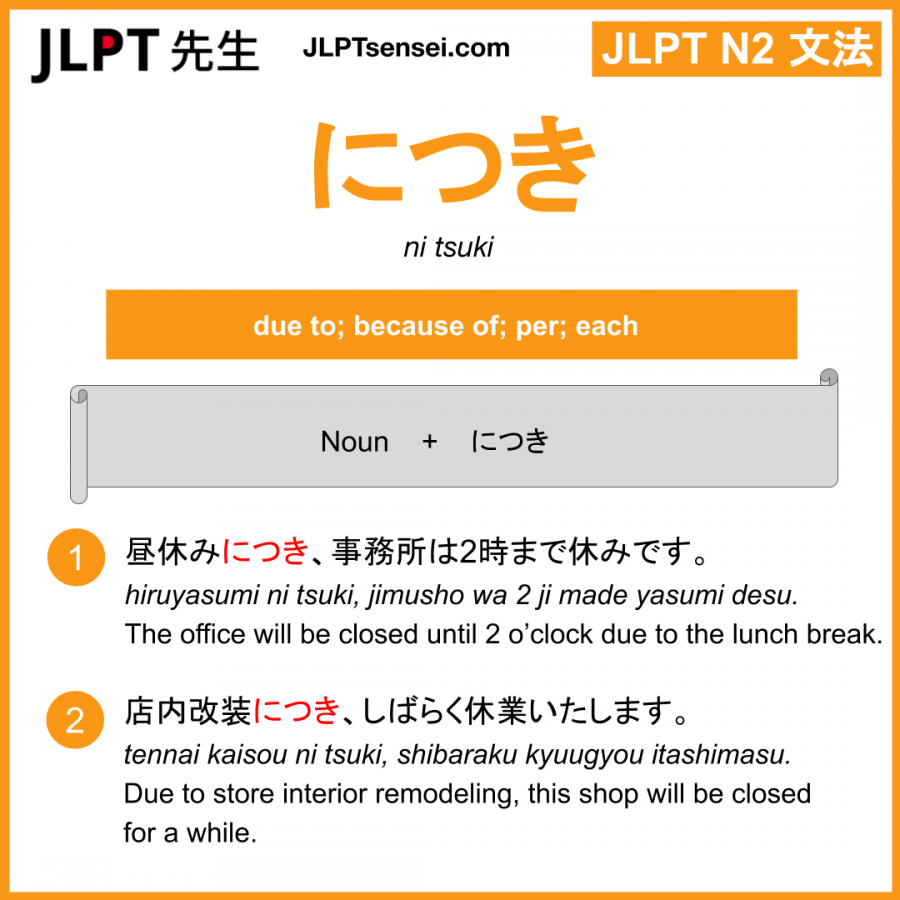 JLPT 先生
JLPTsensei.com
JLPT N2 文法
につき
ni tsuki
due to; because of; per; each
Noun + につき
1
昼休みにつき、事務所は2時まで休みです。
hiruyasumi ni tsuki, jimusho wa 2 ji made yasumi desu.
The office will be closed until 2 o’clock due to the lunch break.
2
店内改装につき、しばらく休業いたします。
tennai kaisou ni tsuki, shibaraku kyuugyou itashimasu.
Due to store interior remodeling, this shop will be closed
for a while.